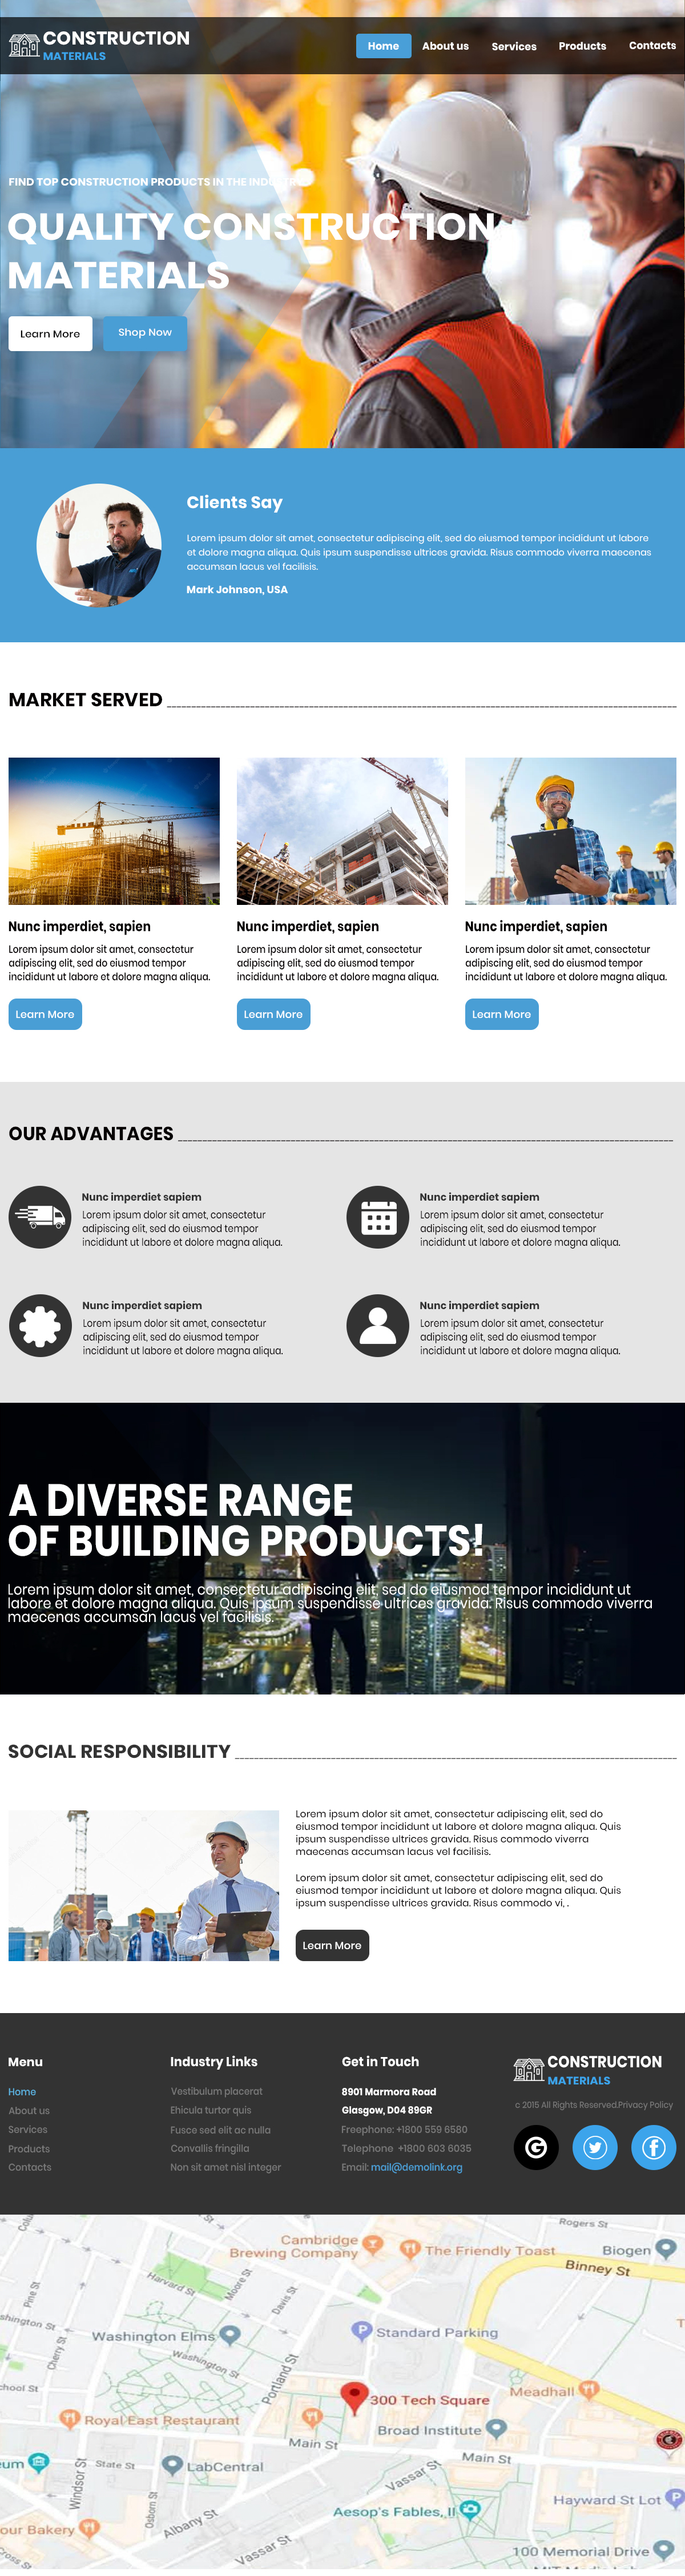 CONSTRUCTION
MATERIALS
Home About us Services Products Contacts
FIND TOP CONSTRUCTION PRODUCTS IN THE INDUSTRY
QUALITY CONSTRUCTION
MATERIALS
Learn More Shop Now
Clients Say
Lorem ipsum dolor sit amet, consectetur adipiscing elit, sed do eiusmod tempor incididunt ut labore
et dolore magna aliqua. Quis ipsum suspendisse ultrices gravida. Risus commodo viverra maecenas
accumsan lacus vel facilisis.
Mark Johnson, USA
MARKET SERVED
Nunc imperdiet, sapien
Lorem ipsum dolor sit amet, consectetur
adipiscing elit, sed do eiusmod tempor
incididunt ut labore et dolore magna aliqua.
Learn More
Nunc imperdiet, sapien
Lorem ipsum dolor sit amet, consectetur
adipiscing elit, sed do eiusmod tempor
incididunt ut labore et dolore magna aliqua.
Learn More
Nunc imperdiet, sapien
Lorem ipsum dolor sit amet, consectetur
adipiscing elit, sed do eiusmod tempor
incididunt ut labore et dolore magna aliqua.
Learn More
OUR ADVANTAGES
Nunc imperdiet sapiem
Lorem ipsum dolor sit amet, consectetur
adipiscing elit, sed do eiusmod tempor
incididunt ut labore et dolore magna aliqua.
Nunc imperdiet sapiem
Lorem ipsum dolor sit amet, consectetur
adipiscing elit, sed do eiusmod tempor
incididunt ut labore et dolore magna aliqua.
Nunc imperdiet sapiem
Lorem ipsum dolor sit amet, consectetur
adipiscing elit, sed do eiusmod tempor
incididunt ut labore et dolore magna aliqua.
Nunc imperdiet sapiem
Lorem ipsum dolor sit amet, consectetur
adipiscing elit, sed do eiusmod tempor
incididunt ut labore et dolore magna aliqua.
A DIVERSE RANGE
OF BUILDING PRODUCTS!
Lorem ipsum dolor sit amet, consectetur adipiscing elit, sed do eiusmod tempor incididunt ut
labore et dolore magna aliqua. Quis ipsum suspendisse ultrices gravida. Risus commodo viverra
maecenas accumsan lacus vel facilisis.
SOCIAL RESPONSIBILITY
Lorem ipsum dolor sit amet, consectetur adipiscing elit, sed do
eiusmod tempor incididunt ut labore et dolore magna aliqua. Quis
ipsum suspendisse ultrices gravida. Risus commodo viverra
maecenas accumsan lacus vel facilisis.
Lorem ipsum dolor sit amet, consectetur adipiscing elit, sed do
eiusmod tempor incididunt ut labore et dolore magna aliqua. Quis
ipsum suspendisse ultrices gravida. Risus commodo vi, .
Learn More
Menu
Home
About us
Services
Products
Contacts
Industry Links
Vestibulum placerat
Ehicula turtor quis
Fusce sed elit ac nulla
Convallis fringilla
Non sit amet nisl integer
Get in Touch
8901 Marmora Road
Glasgow, D04 89GR
Freephone: +1800 559 6580
Telephone +1800 603 6035
Email: mail@demolink.org
CONSTRUCTION
MATERIALS
c 2015 All Rights Reserved.Privacy Policy
G
Rogers St
Cambridge
Brewing Company
The Friendly Toast
Biogen
Binney St
Harvard St
Moore St
Davis St
Pine St
Washington Elms
Standard Parking
Cherry St
Washington St
Portland St
300 Tech Square
Meadhall
Royal East Restaurant
Main St
Broad Institute
Main St
State St
LabCentral
Windsor St
Vassar St
Hayward St Lot
Osborn St
Albany St
Aesop's Fables, II
Vassar St
100 Memorial Drive